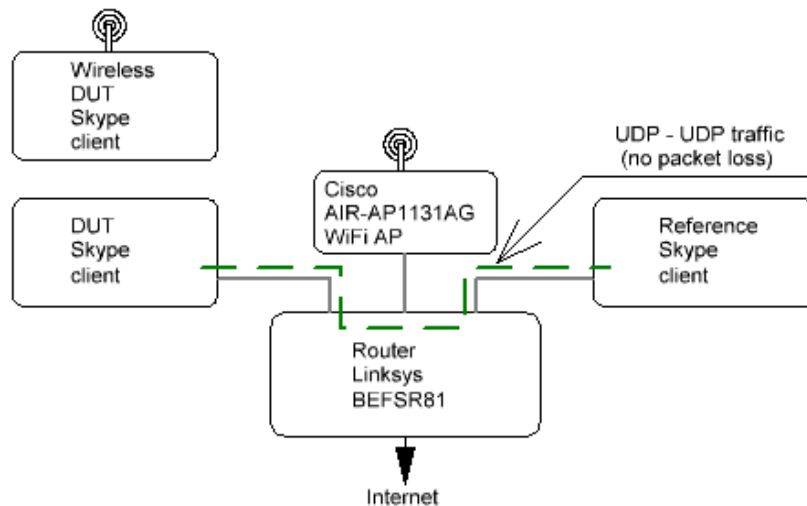 Wireless
DUT
Skype
client
UDP - UDP traffic
(no packet loss)
Cisco
AIR-AP1131AG
WiFi AP
DUT
Skype
client
Reference
Skype
client
Router
Linksys
BEFSR81
Internet